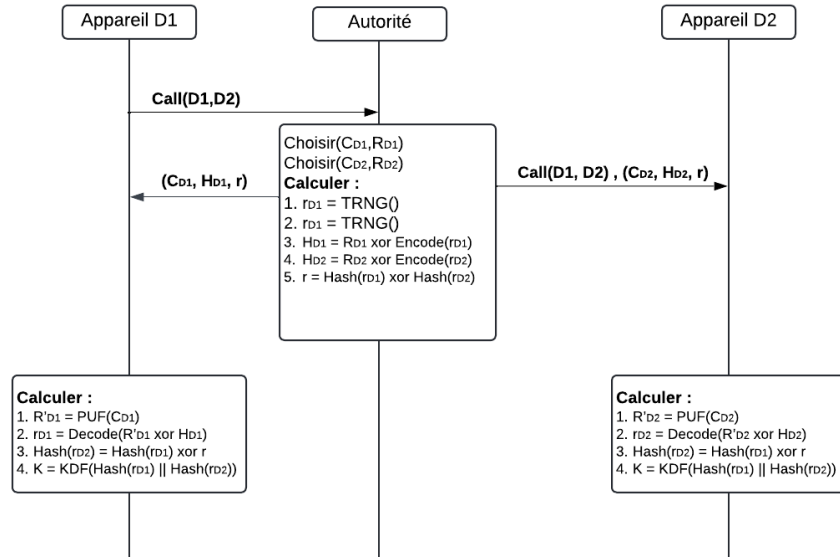 Appareil D1
Autorité
Appareil D2
Call(D1,D2)
Choisir(CD1,RD1)
Choisir(CD2,RD2)
Calculer :
1. rD1 = TRNG()
2. rD1 = TRNG()
3. HD1 = RD1 xor Encode(rD1)
4. HD2 = RD2 xor Encode(rD2)
5. r = Hash(rD1) xor Hash(rD2)
(CD1, HD1, r)
Call(D1, D2) , (CD2, HD2, r)
Calculer :
1. R'D1 = PUF(CD1)
2. rD1 = Decode(R'D1 xor HD1)
3. Hash(rD2) = Hash(rD1) xor r
4. K = KDF(Hash(rD1) || Hash(rD2))
Calculer :
1. R'D2 = PUF(CD2)
2. rD2 = Decode(R'D2 xor HD2)
3. Hash(rD2) = Hash(rD1) xor r
4. K = KDF(Hash(rD1) || Hash(rD2))